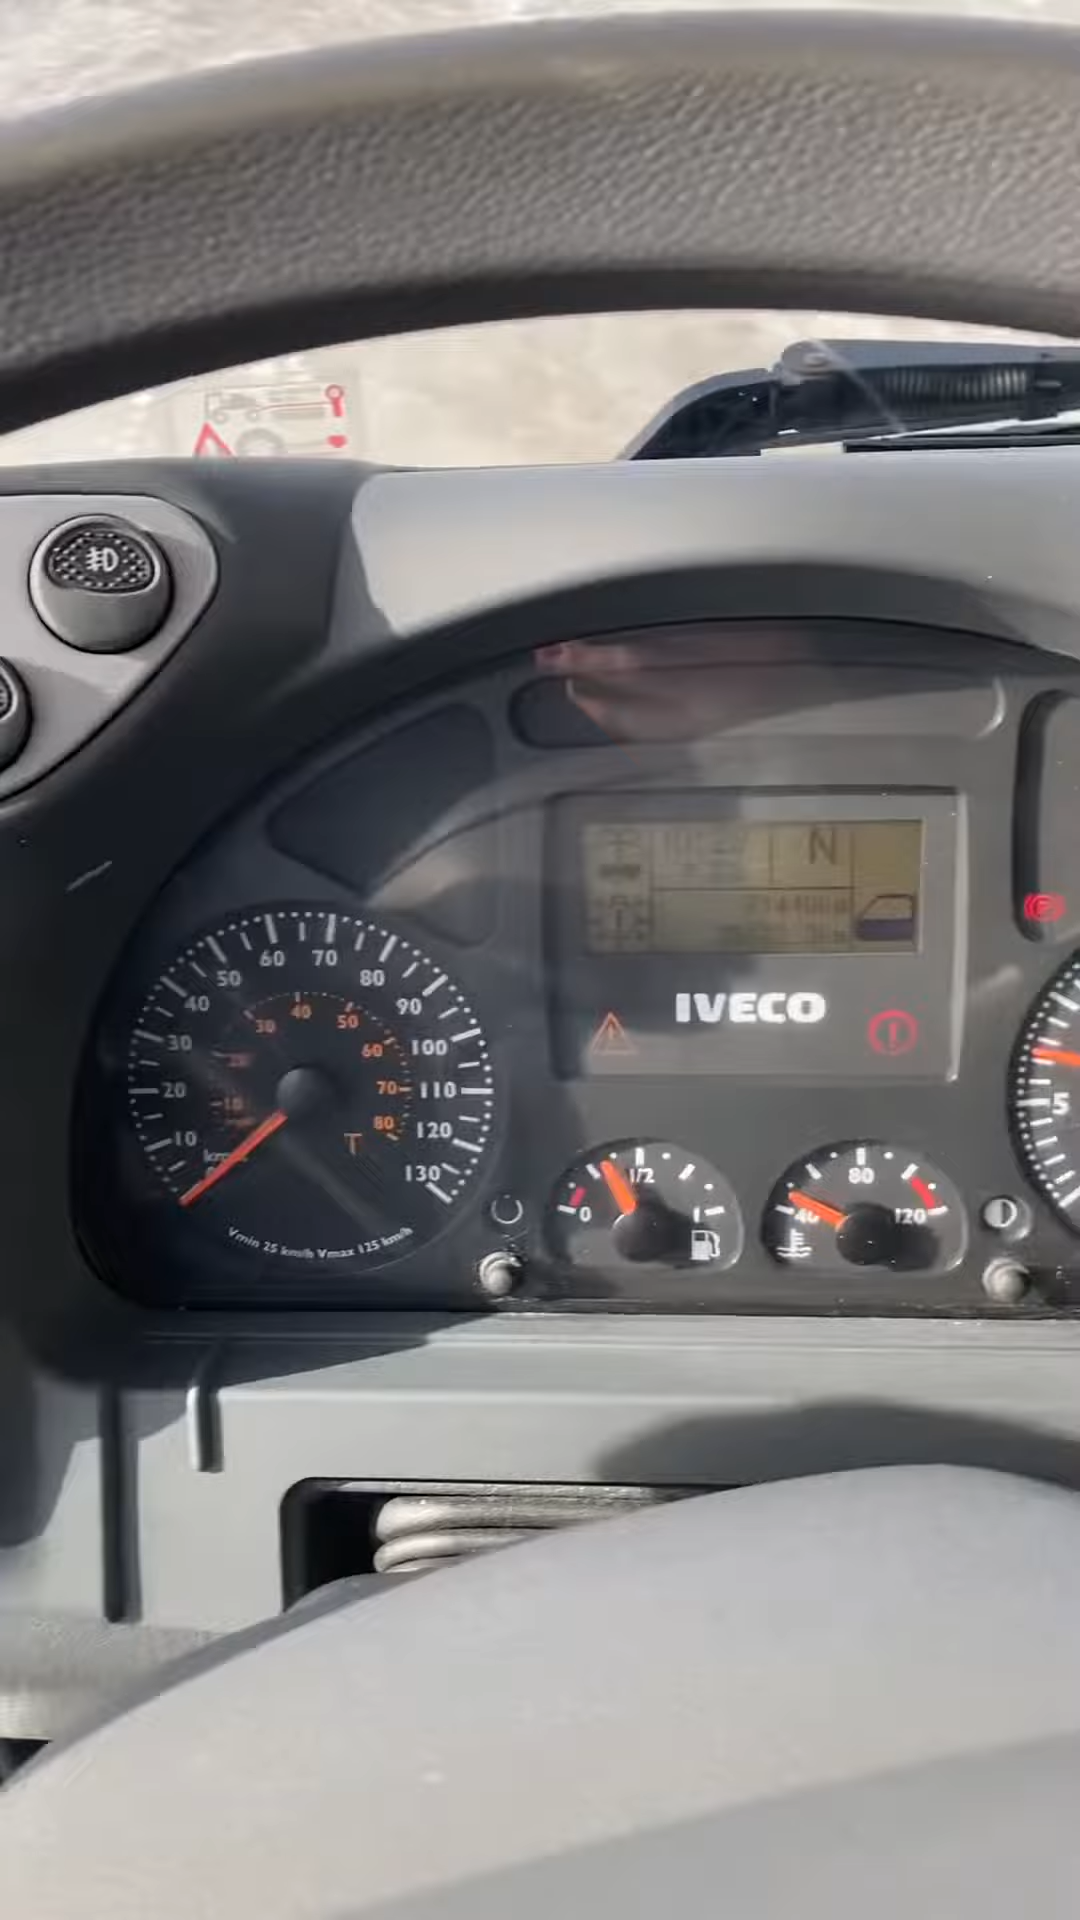 N
IVECO
10 20 30 40 50 60 70 80 90 100 110 120 130
30 40 50 60 70 80
Vmin 25 km/h Vmax 125 km/h
0 1/2 1
40 80 120
5